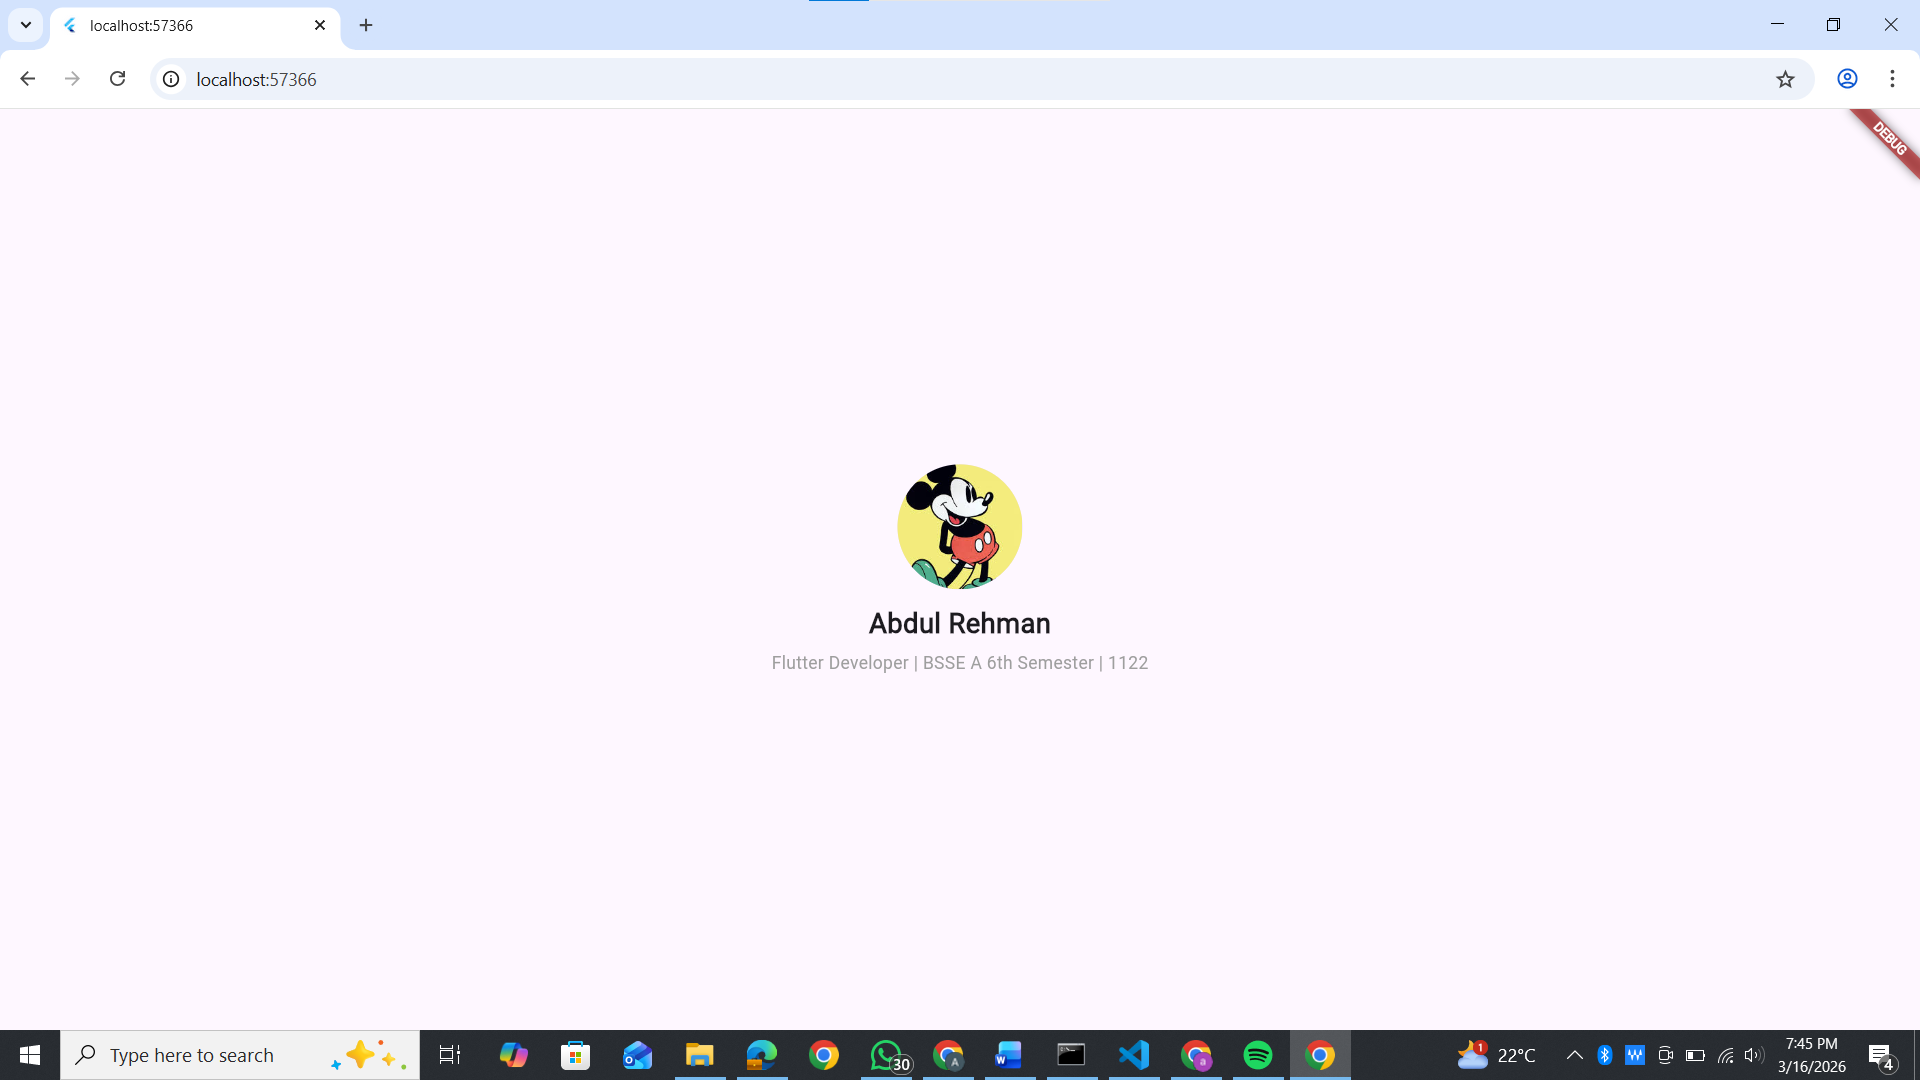 localhost:57366
localhost:57366
DEBUG
Abdul Rehman
Flutter Developer | BSSE A 6th Semester | 1122
Type here to search
30
A
W
a
1
22°C
W
7:45 PM
3/16/2026
4